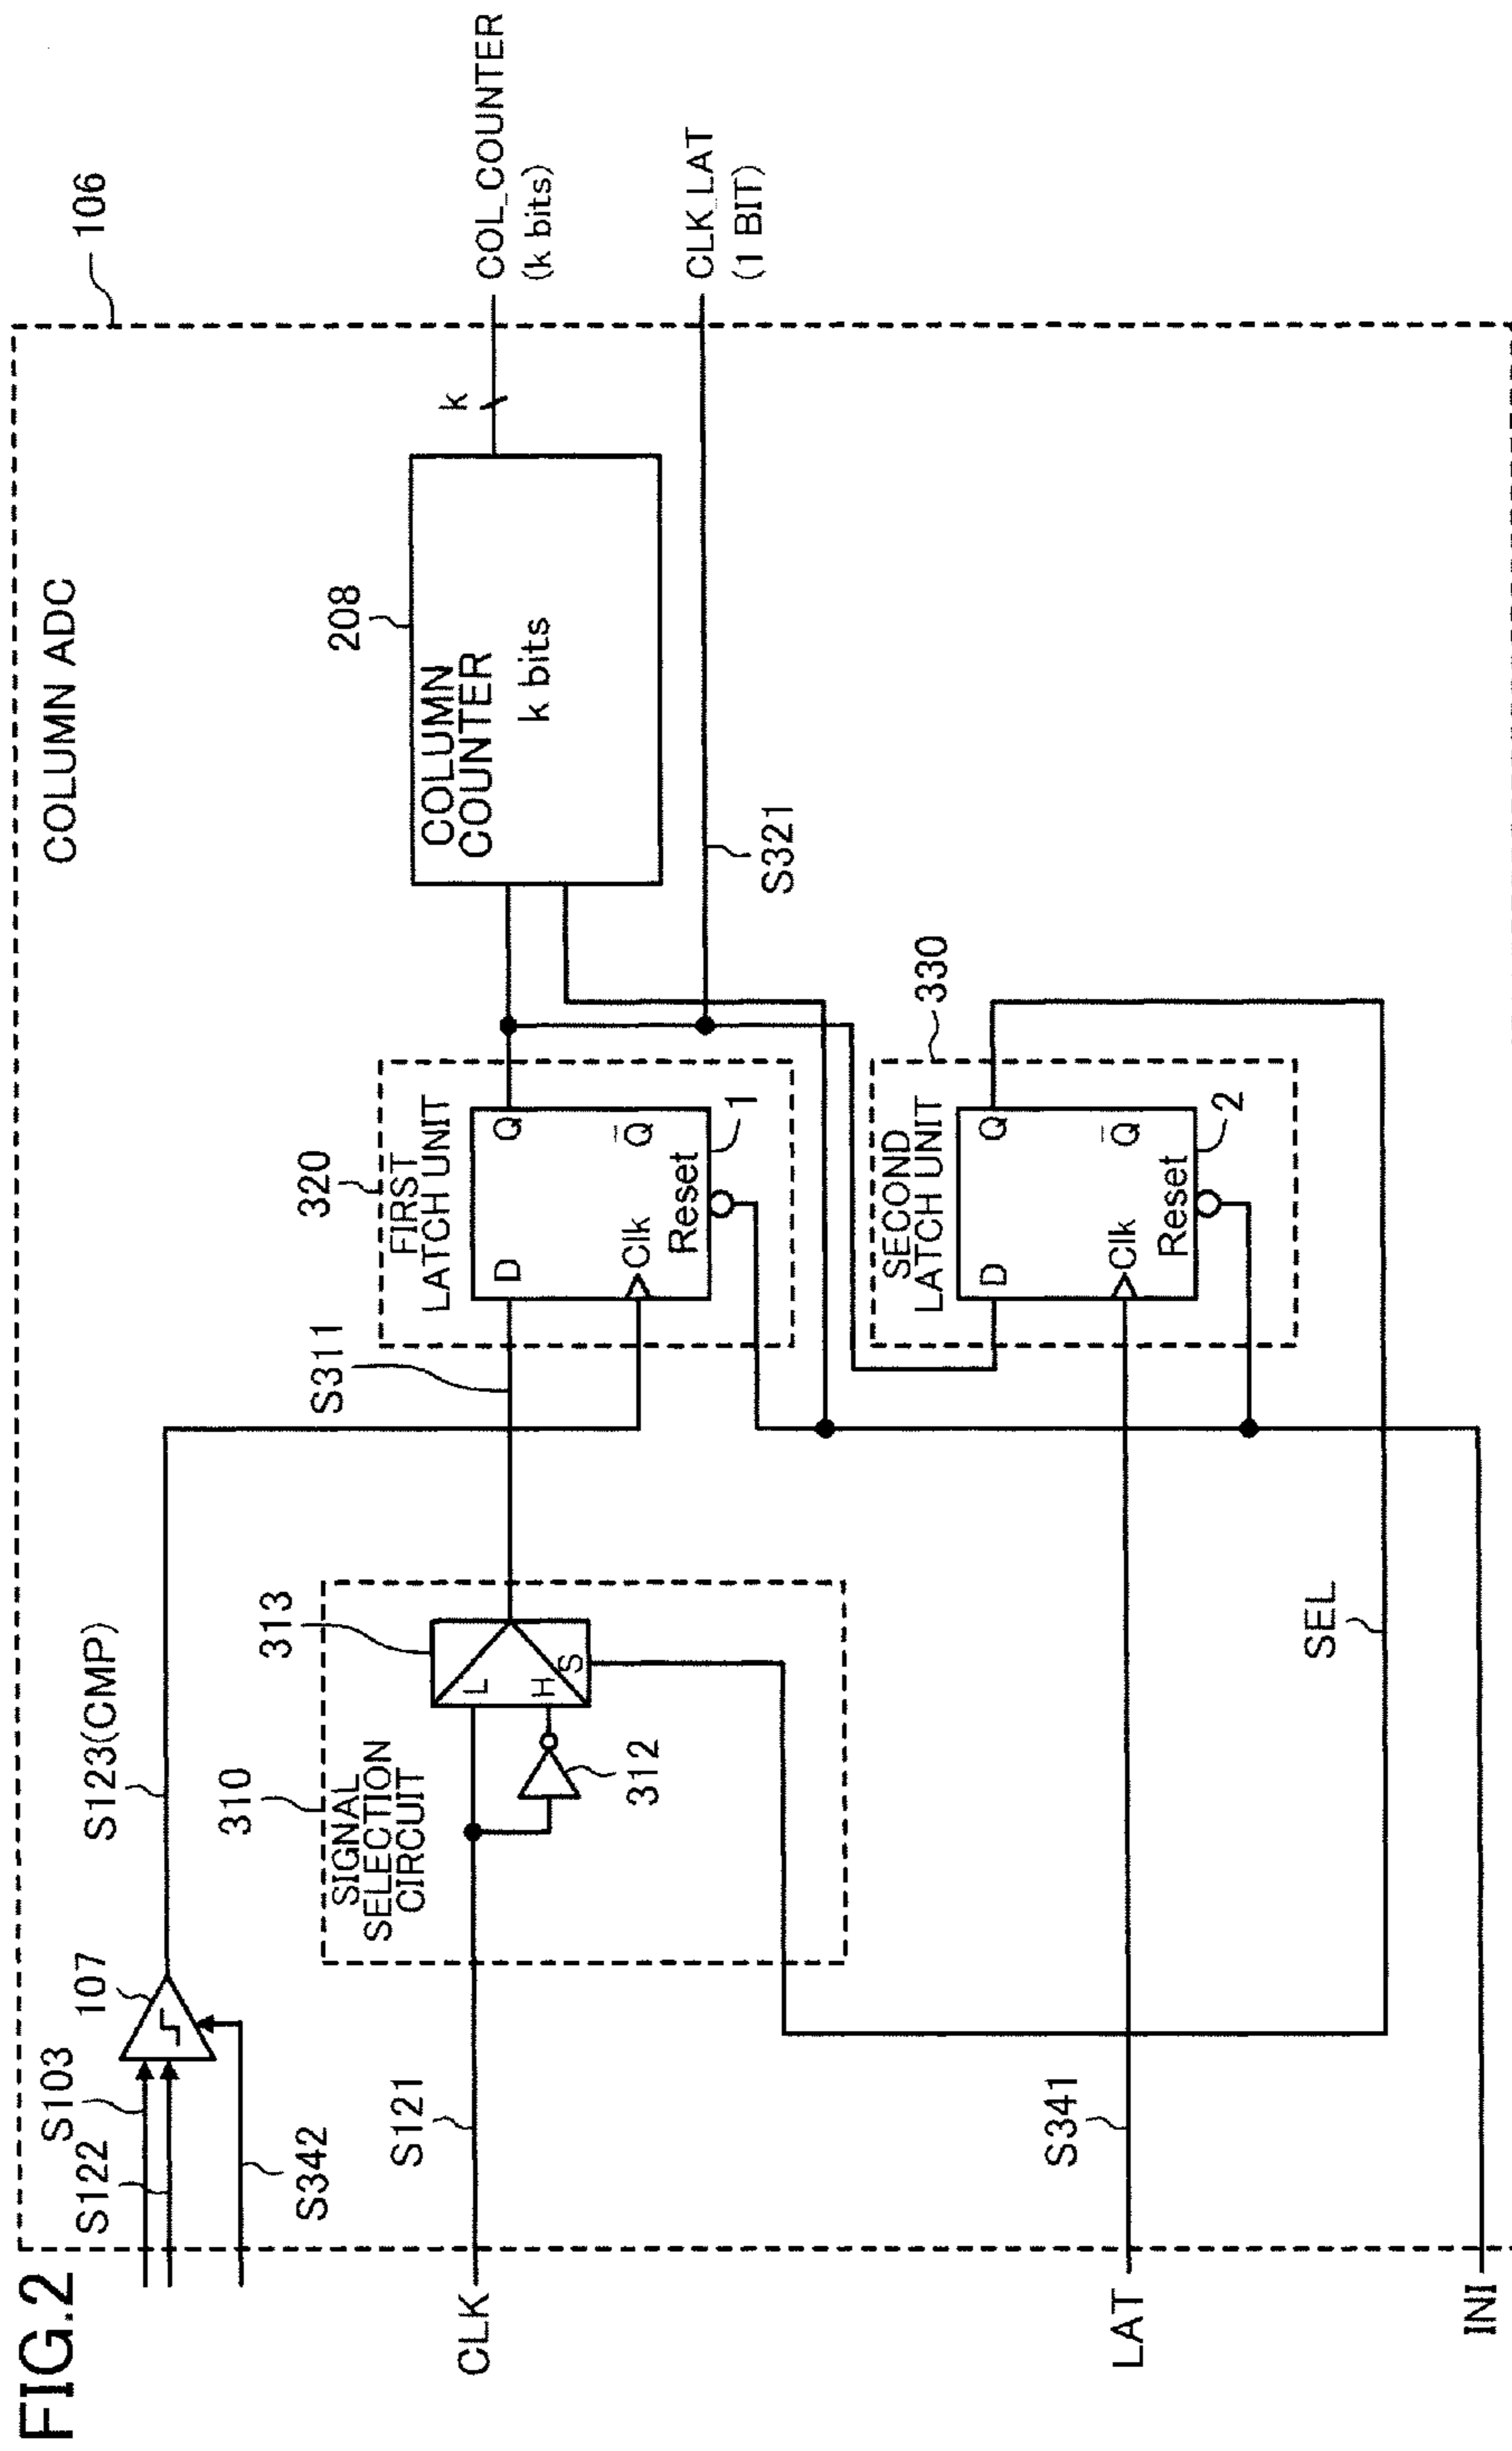 FIG.2
COLUMN ADC
106
S103
S122
S342
107
S123(CMP)
CLK
S121
310
SIGNAL
SELECTION
CIRCUIT
312
313
L
H
S
S311
320
FIRST
LATCH UNIT
D
Q
Clk
Q̅
Reset
1
208
COLUMN
COUNTER
k bits
k
COL_COUNTER
(k bits)
CLK_LAT
(1 BIT)
S321
330
SECOND
LATCH UNIT
D
Q
Clk
Q̅
Reset
2
LAT
S341
SEL
INI